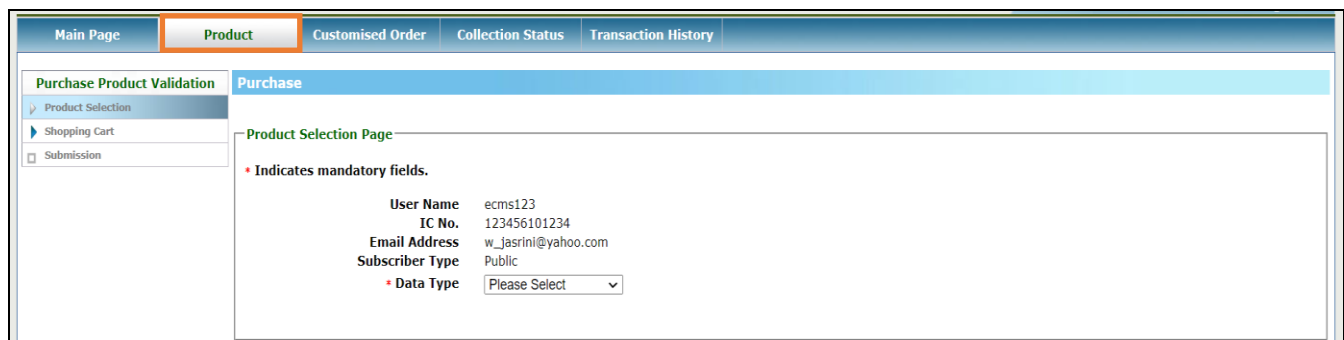 Main Page Product Customised Order Collection Status Transaction History
Purchase Product Validation
Product Selection
Shopping Cart
Submission
Purchase
Product Selection Page
* Indicates mandatory fields.
User Name ecms123
IC No. 123456101234
Email Address w_jasrini@yahoo.com
Subscriber Type Public
* Data Type Please Select